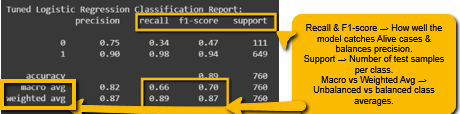 Tuned Logistic Regression Classification Report:
precision recall f1-score support
0 0.75 0.34 0.47 111
1 0.90 0.98 0.94 649
accuracy 0.89 760
macro avg 0.82 0.66 0.70 760
weighted avg 0.87 0.89 0.87 760
Recall & F1-score → How well the
model catches Alive cases &
balances precision.
Support → Number of test samples
per class.
Macro vs Weighted Avg →
Unbalanced vs balanced class
averages.